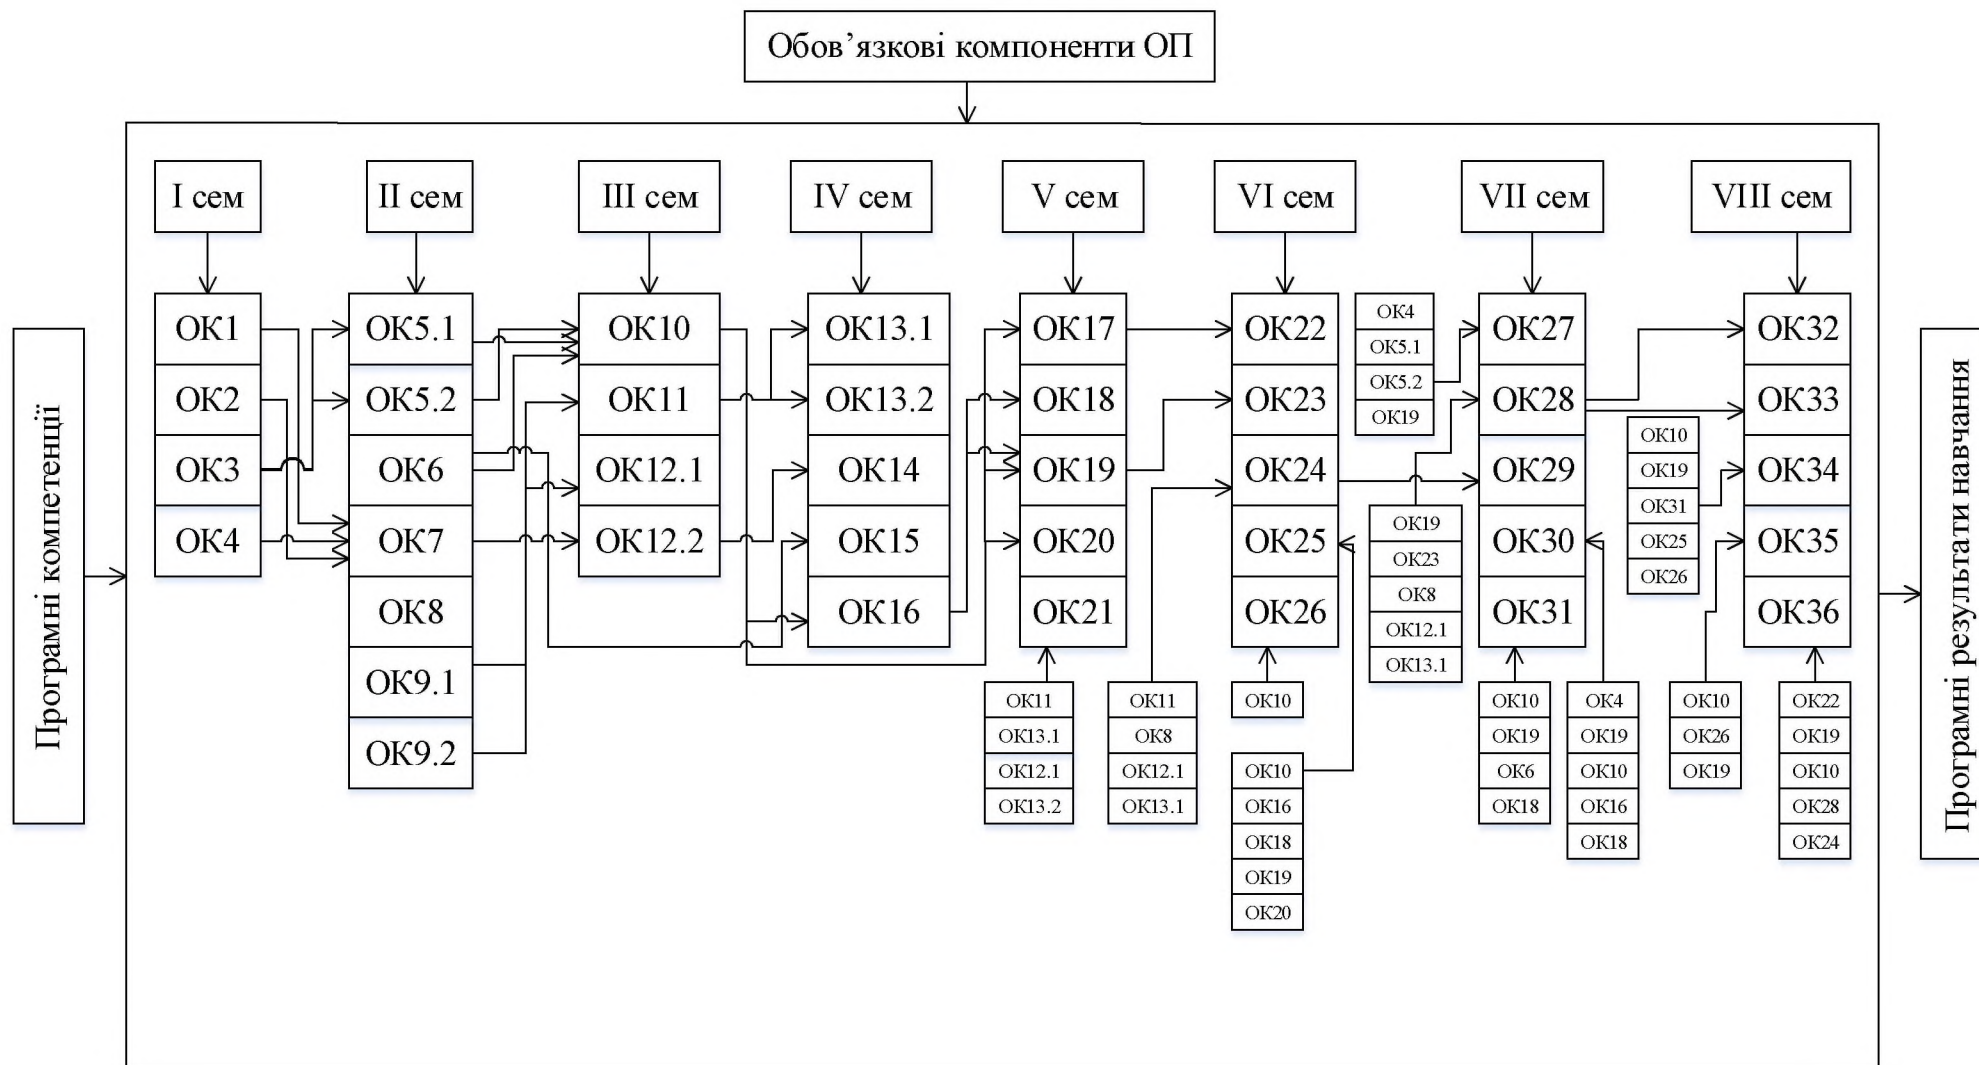 Обов’язкові компоненти ОП
Програмні компетенції
І сем
ОК1
ОК2
ОК3
ОК4
ІІ сем
ОК5.1
ОК5.2
ОК6
ОК7
ОК8
ОК9.1
ОК9.2
ІІІ сем
ОК10
ОК11
ОК12.1
ОК12.2
IV сем
ОК13.1
ОК13.2
ОК14
ОК15
ОК16
V сем
ОК17
ОК18
ОК19
ОК20
ОК21
ОК11
ОК13.1
ОК12.1
ОК13.2
ОК11
ОК8
ОК12.1
ОК13.1
VI сем
ОК22
ОК23
ОК24
ОК25
ОК26
ОК10
ОК10
ОК16
ОК18
ОК19
ОК20
ОК4
ОК5.1
ОК5.2
ОК19
ОК19
ОК23
ОК8
ОК12.1
ОК13.1
VII сем
ОК27
ОК28
ОК29
ОК30
ОК31
ОК10
ОК19
ОК6
ОК18
ОК4
ОК19
ОК10
ОК16
ОК18
ОК10
ОК19
ОК31
ОК25
ОК26
ОК10
ОК26
ОК19
VIII сем
ОК32
ОК33
ОК34
ОК35
ОК36
ОК22
ОК19
ОК10
ОК28
ОК24
Програмні результати навчання